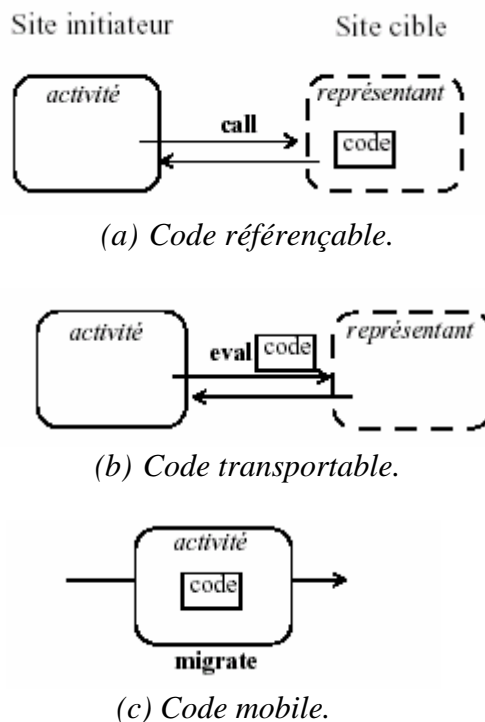 Site initiateur Site cible
activité représentant
call
code
(a) Code référençable.
activité représentant
eval code
(b) Code transportable.
activité
code
migrate
(c) Code mobile.